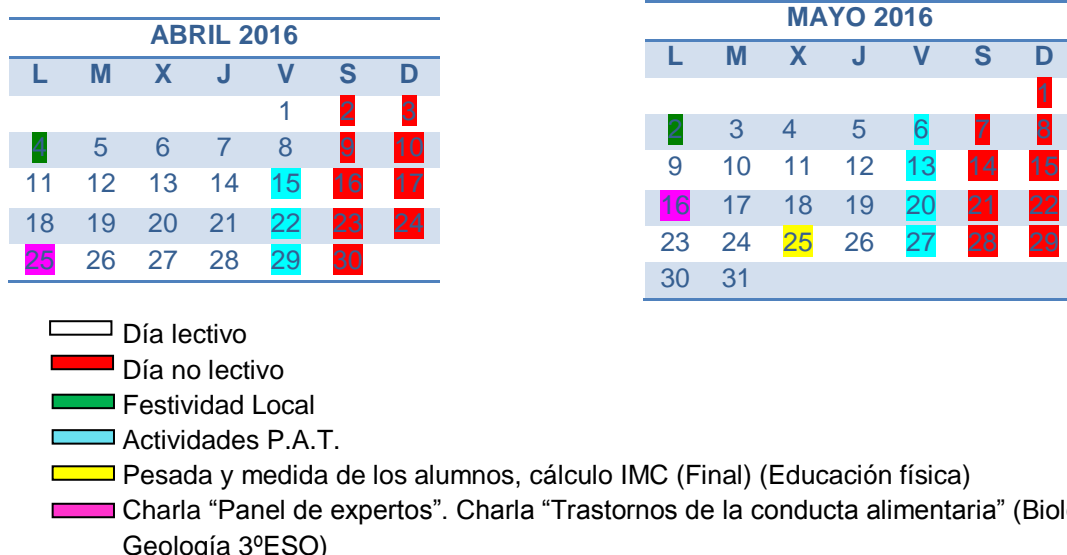 ABRIL 2016
L M X J V S D
1 2 3
4 5 6 7 8 9 10
11 12 13 14 15 16 17
18 19 20 21 22 23 24
25 26 27 28 29 30
MAYO 2016
L M X J V S D
1
2 3 4 5 6 7 8
9 10 11 12 13 14 15
16 17 18 19 20 21 22
23 24 25 26 27 28 29
30 31
Día lectivo
Día no lectivo
Festividad Local
Actividades P.A.T.
Pesada y medida de los alumnos, cálculo IMC (Final) (Educación física)
Charla “Panel de expertos”. Charla “Trastornos de la conducta alimentaria”
Geología 3ºESO)